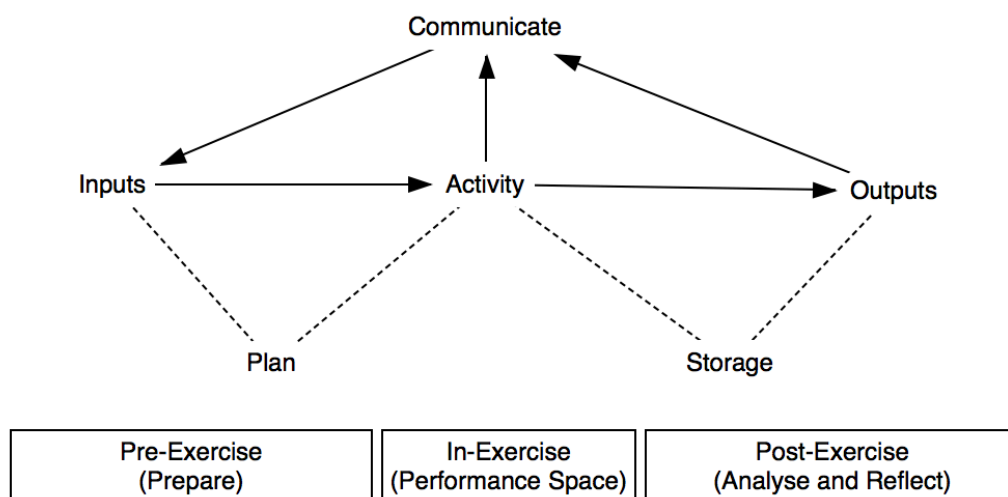 Communicate
Inputs
Activity
Outputs
Plan
Storage
Pre-Exercise
(Prepare)
In-Exercise
(Performance Space)
Post-Exercise
(Analyse and Reflect)